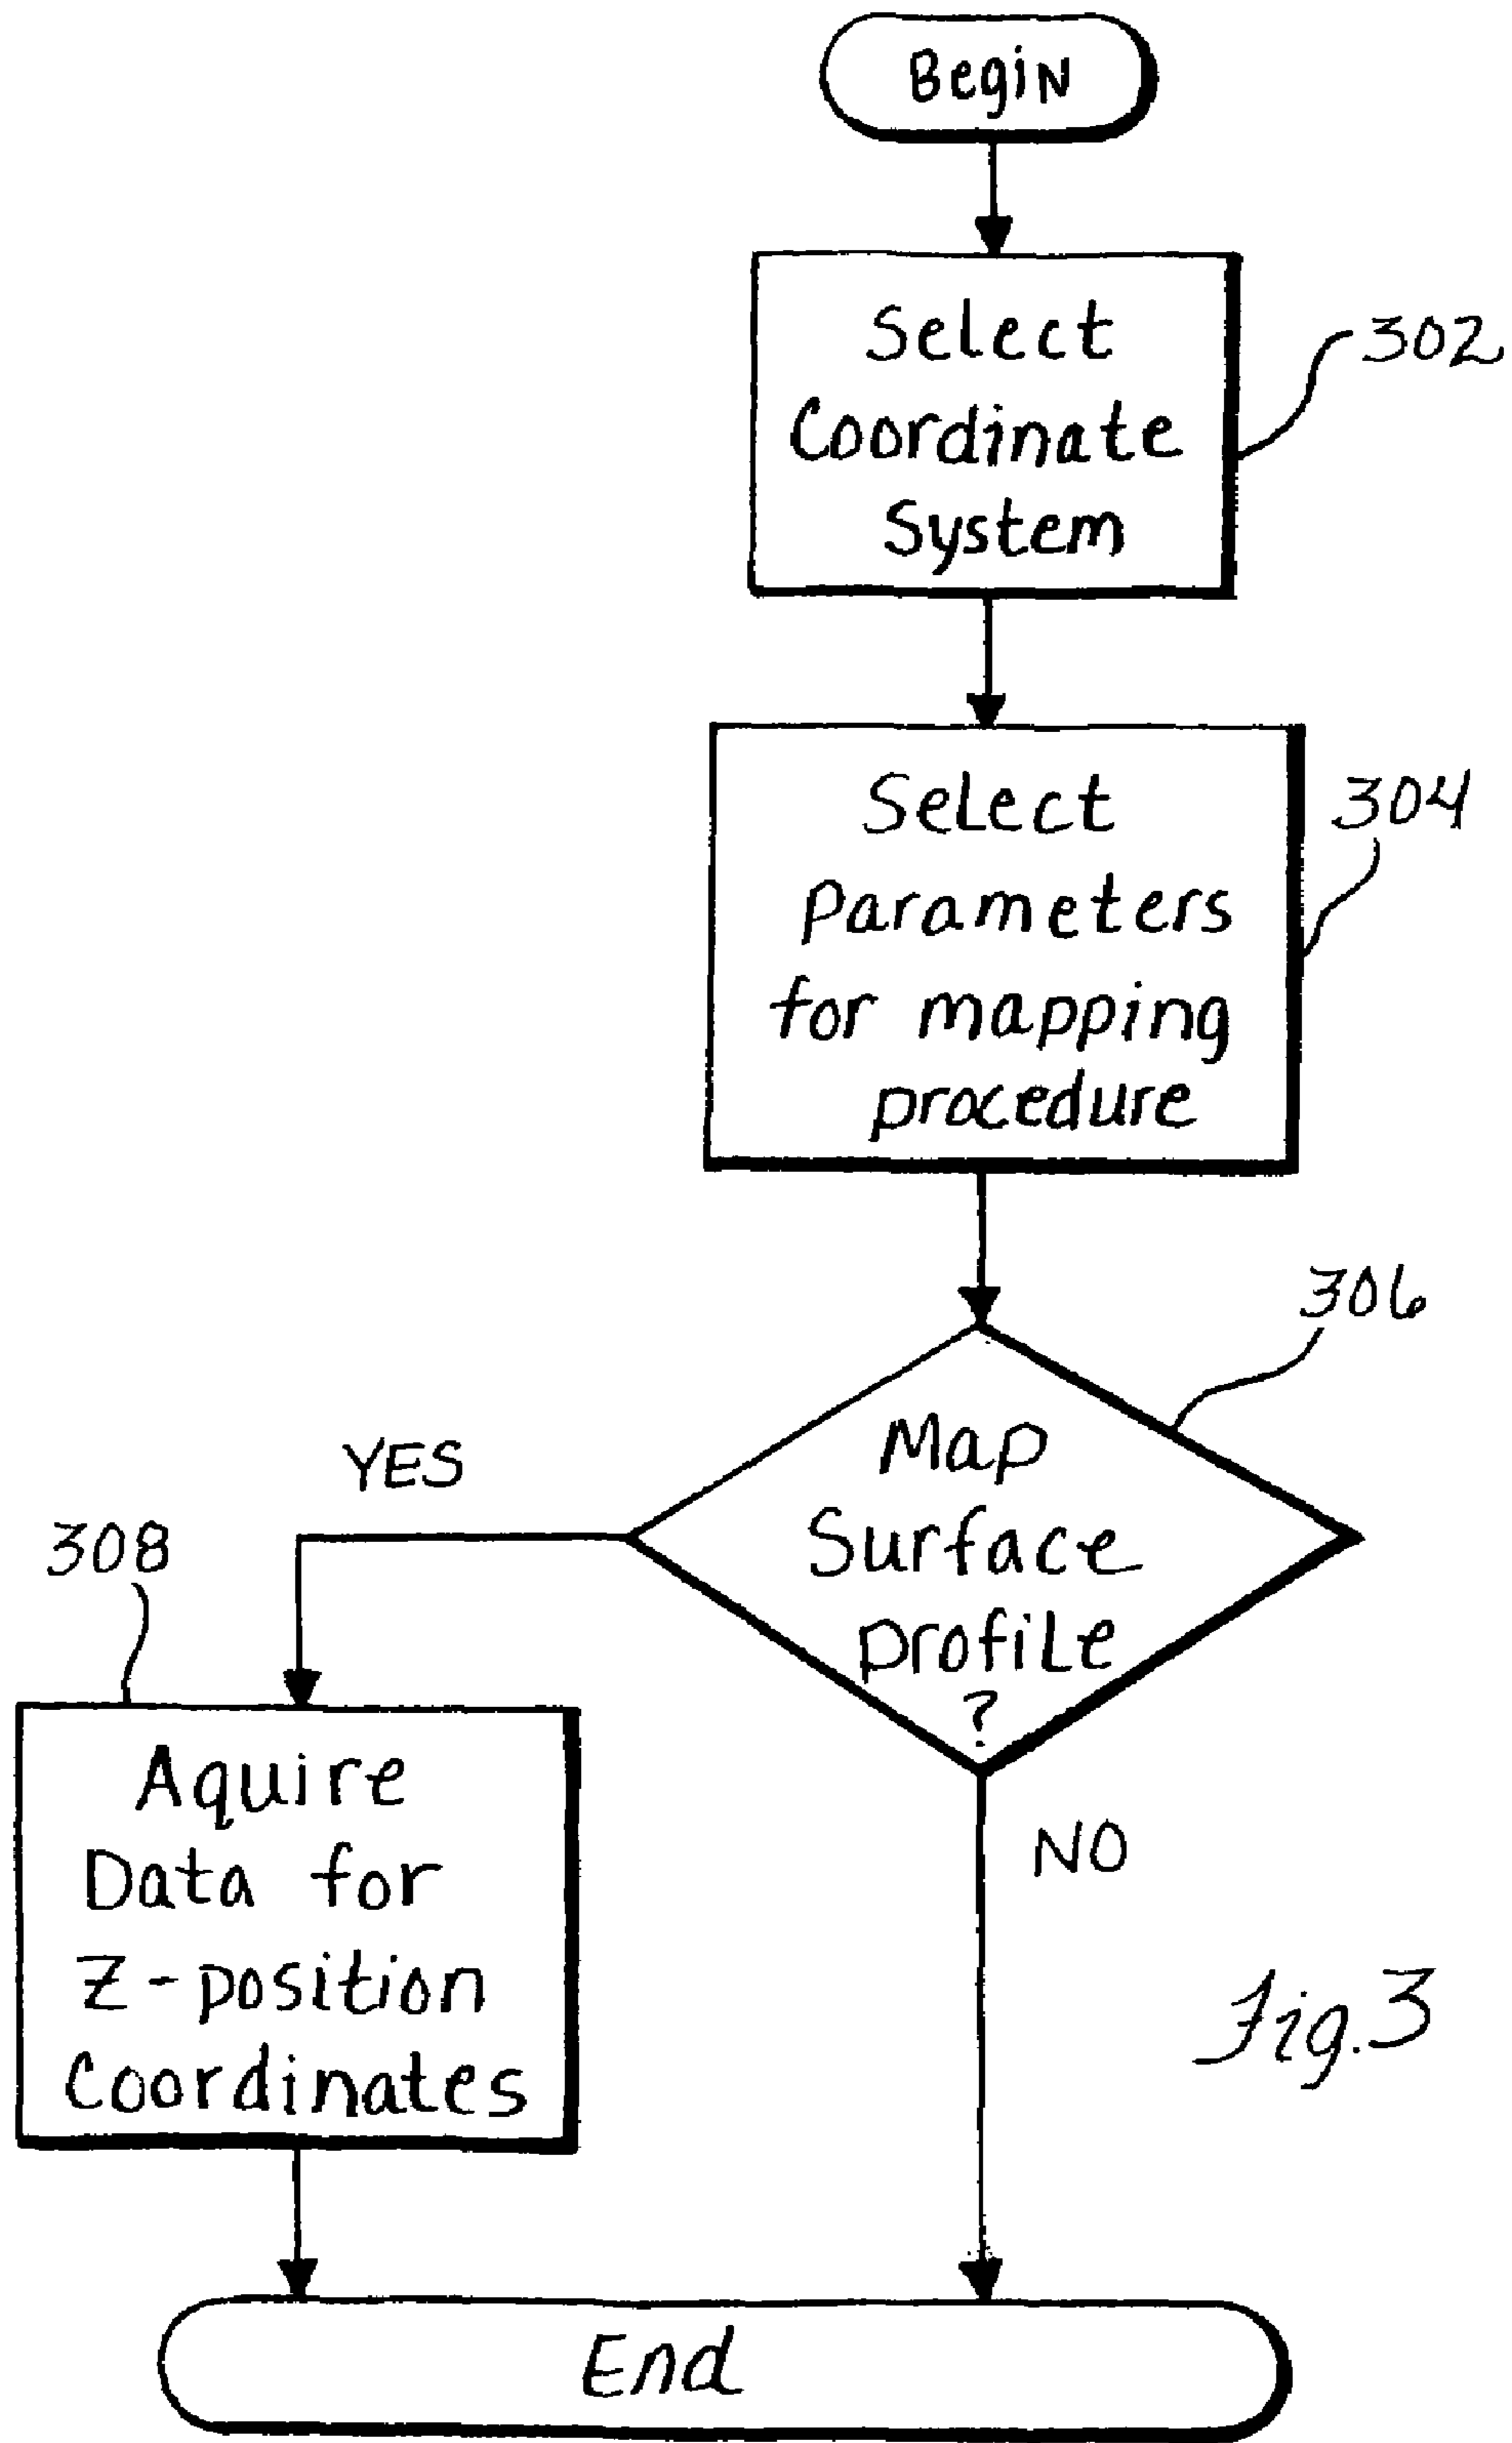 Begin
Select
Coordinate
System
302
Select
Parameters
for mapping
procedure
304
Map
Surface
profile
?
306
YES
308
Aquire
Data for
Z-position
Coordinates
NO
Fig.3
End